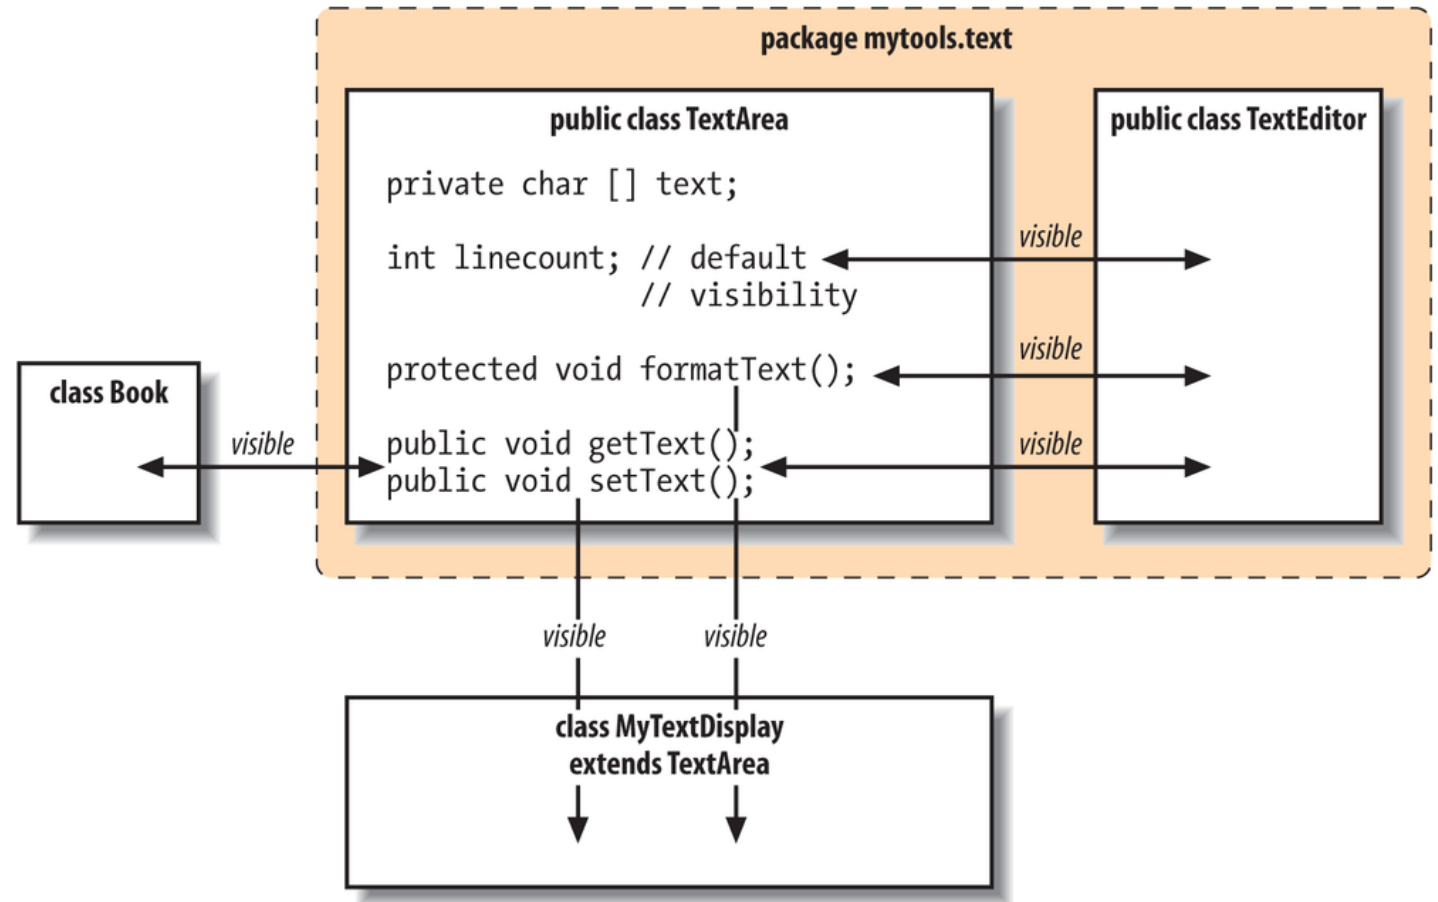 package mytools.text
public class TextArea
private char [] text;
int linecount; // default
// visibility
protected void formatText();
public void getText();
public void setText();
public class TextEditor
visible
visible
visible
class Book
visible
visible
visible
class MyTextDisplay
extends TextArea